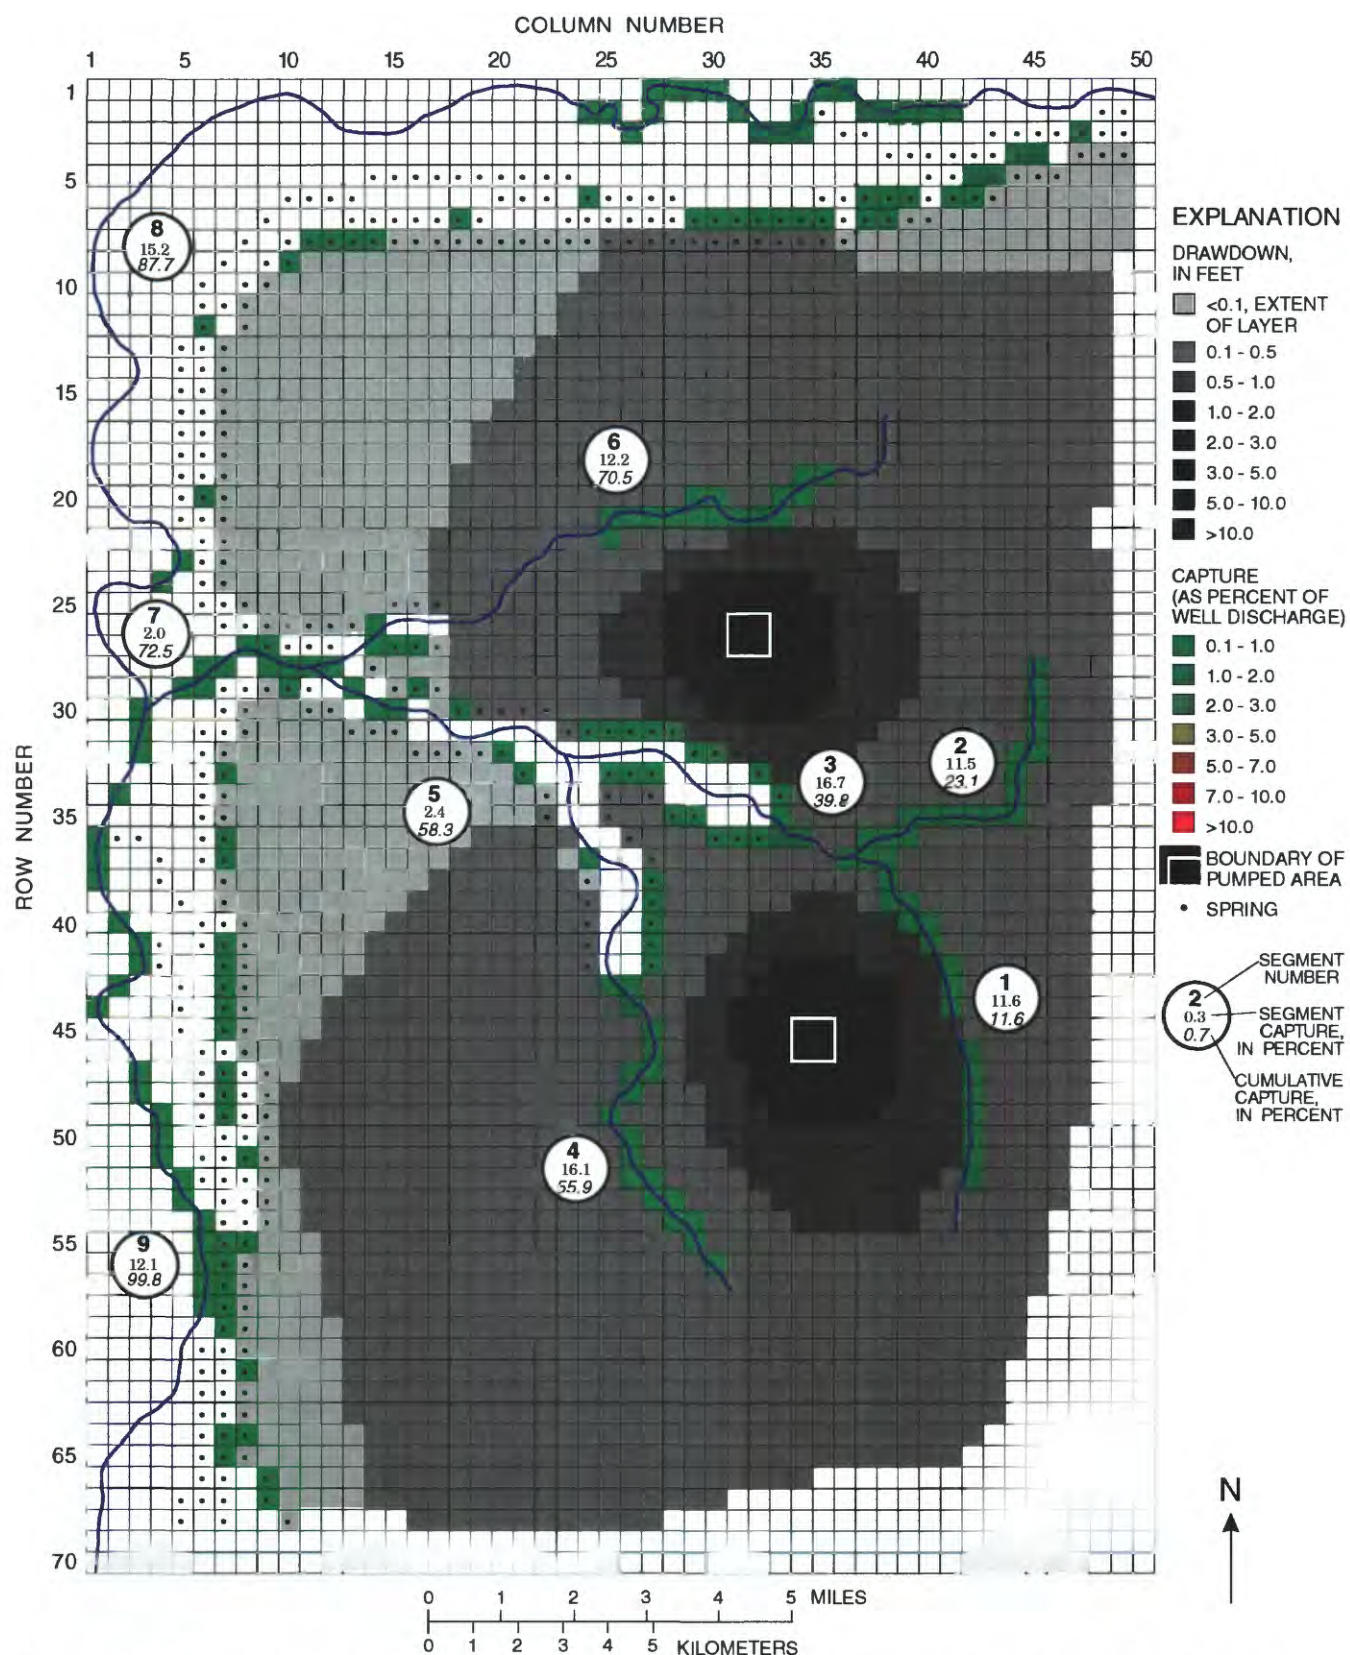 COLUMN NUMBER
1 5 10 15 20 25 30 35 40 45 50
ROW NUMBER
1
5
10
15
20
25
30
35
40
45
50
55
60
65
70
8
15.2
87.7
6
12.2
70.5
7
2.0
72.5
2
11.5
23.1
3
16.7
39.8
5
2.4
58.3
1
11.6
11.6
4
16.1
55.9
9
12.1
99.8
EXPLANATION
DRAWDOWN,
IN FEET
<0.1, EXTENT
OF LAYER
0.1 - 0.5
0.5 - 1.0
1.0 - 2.0
2.0 - 3.0
3.0 - 5.0
5.0 - 10.0
>10.0
CAPTURE
(AS PERCENT OF
WELL DISCHARGE)
0.1 - 1.0
1.0 - 2.0
2.0 - 3.0
3.0 - 5.0
5.0 - 7.0
7.0 - 10.0
>10.0
BOUNDARY OF
PUMPED AREA
SPRING
2
0.3
0.7
SEGMENT
NUMBER
SEGMENT
CAPTURE,
IN PERCENT
CUMULATIVE
CAPTURE,
IN PERCENT
N
0 1 2 3 4 5 MILES
0 1 2 3 4 5 KILOMETERS